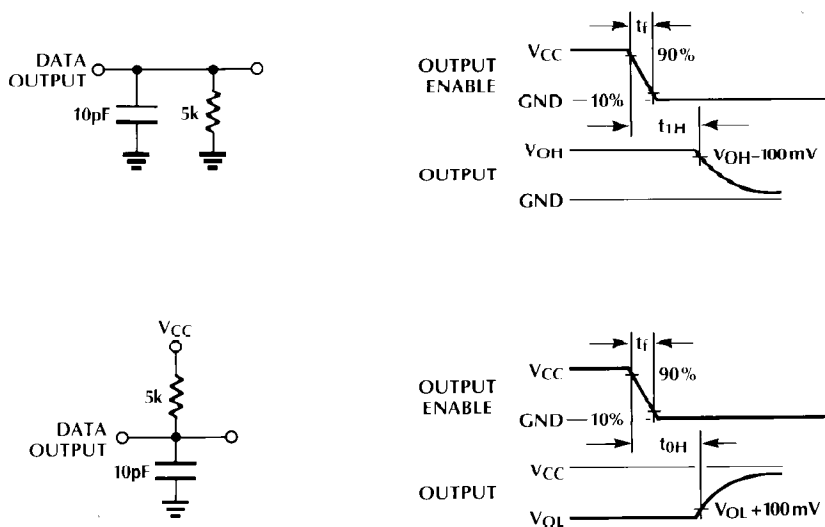 DATA
OUTPUT
10pF
5k
OUTPUT
ENABLE
VCC
GND
tf
90%
10%
t1H
OUTPUT
VOH
GND
VOH–100mV
VCC
5k
DATA
OUTPUT
10pF
OUTPUT
ENABLE
VCC
GND
tf
90%
10%
t0H
OUTPUT
VCC
VOL
VOL+100mV